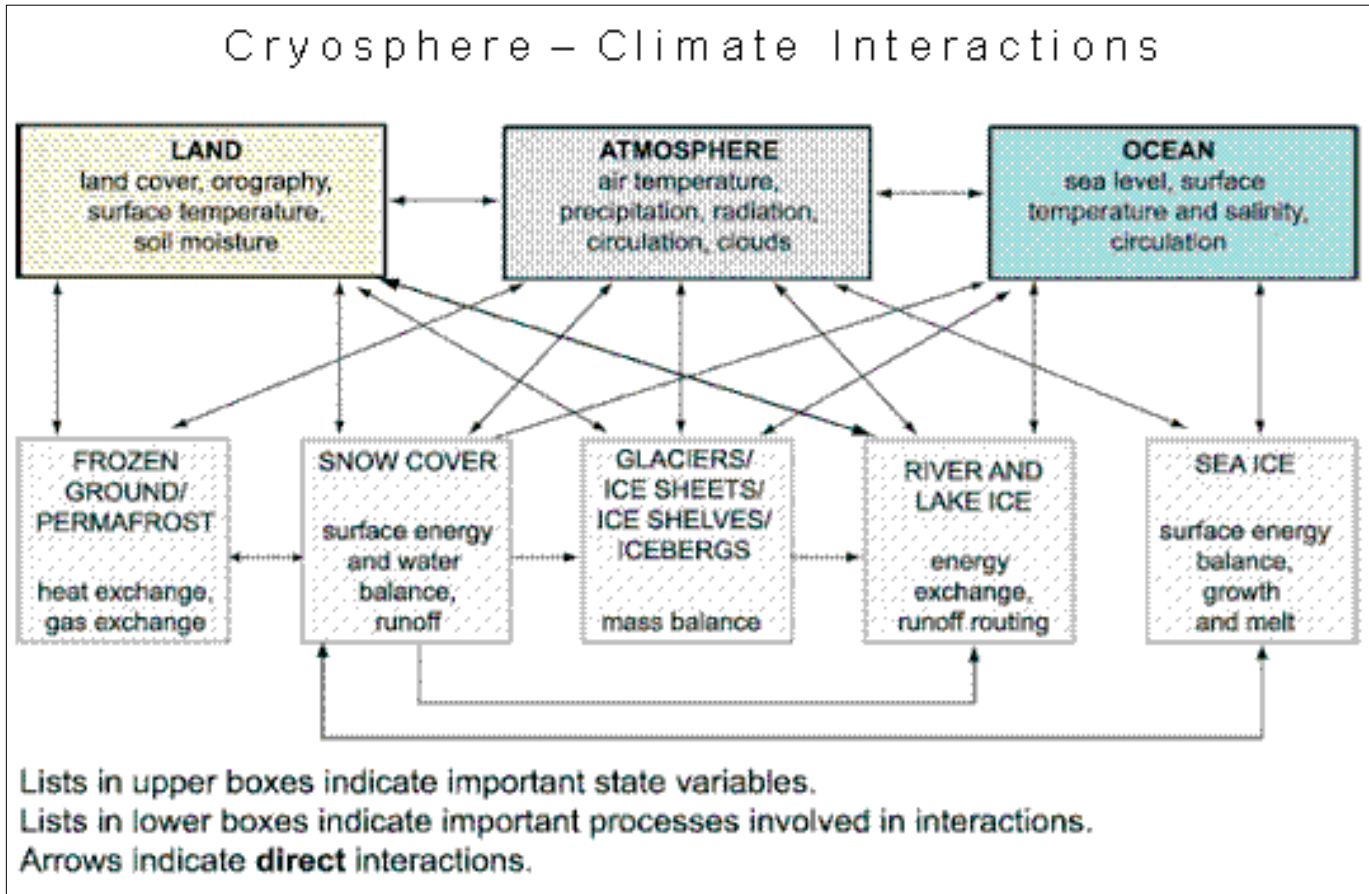 Cryosphere – Climate Interactions
LAND
land cover, orography,
surface temperature,
soil moisture
ATMOSPHERE
air temperature,
precipitation, radiation,
circulation, clouds
OCEAN
sea level, surface
temperature and salinity,
circulation
FROZEN
GROUND/
PERMAFROST
heat exchange,
gas exchange
SNOW COVER
surface energy
and water
balance,
runoff
GLACIERS/
ICE SHEETS/
ICE SHELVES/
ICEBERGS
mass balance
RIVER AND
LAKE ICE
energy
exchange,
runoff routing
SEA ICE
surface energy
balance,
growth
and melt
Lists in upper boxes indicate important state variables.
Lists in lower boxes indicate important processes involved in interactions.
Arrows indicate direct interactions.